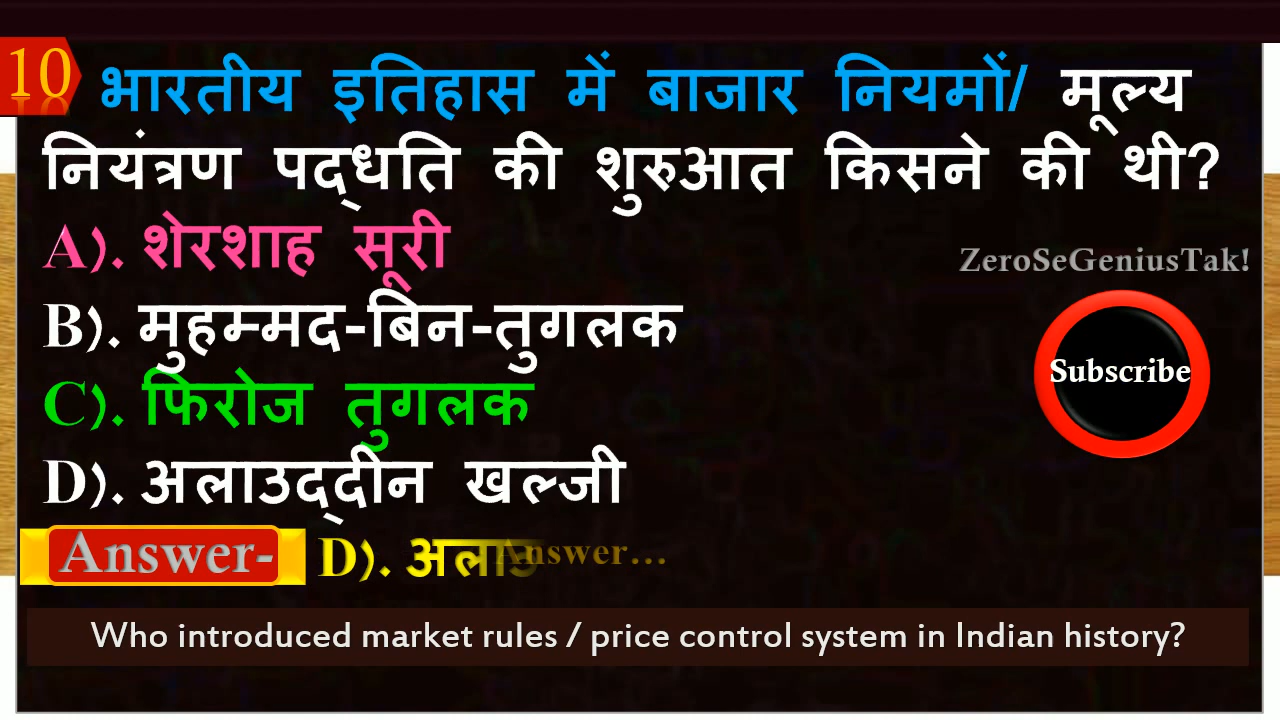 10
भारतीय इतिहास में बाजार नियमों/ मूल्य
नियंत्रण पद्धति की शुरुआत किसने की थी?
A). शेरशाह सूरी
ZeroSeGeniusTak!
B). मुहम्मद-बिन-तुगलक
Subscribe
C). फिरोज तुगलक
D). अलाउद्दीन खल्जी
Answer- D). अलाउ
Answer...
Who introduced market rules / price control system in Indian history?